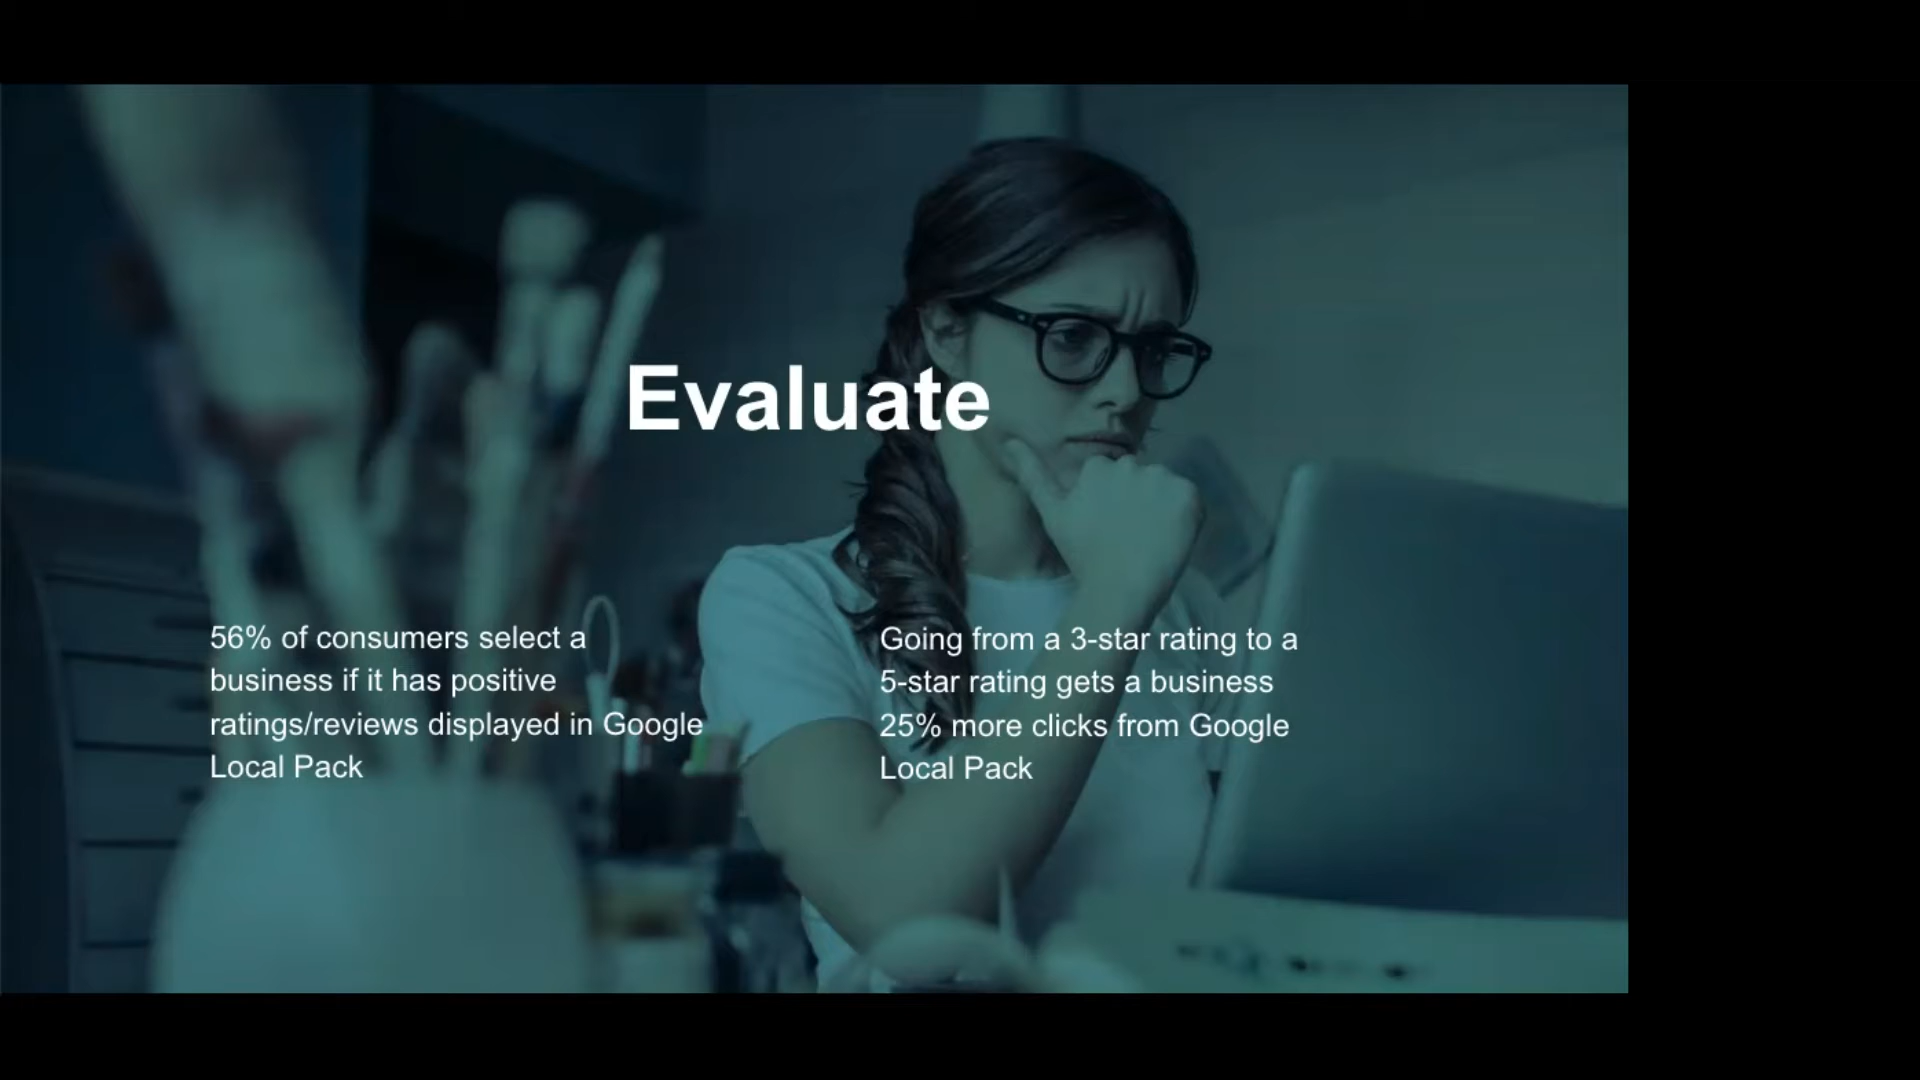 Evaluate
56% of consumers select a
business if it has positive
ratings/reviews displayed in Google
Local Pack
Going from a 3-star rating to a
5-star rating gets a business
25% more clicks from Google
Local Pack